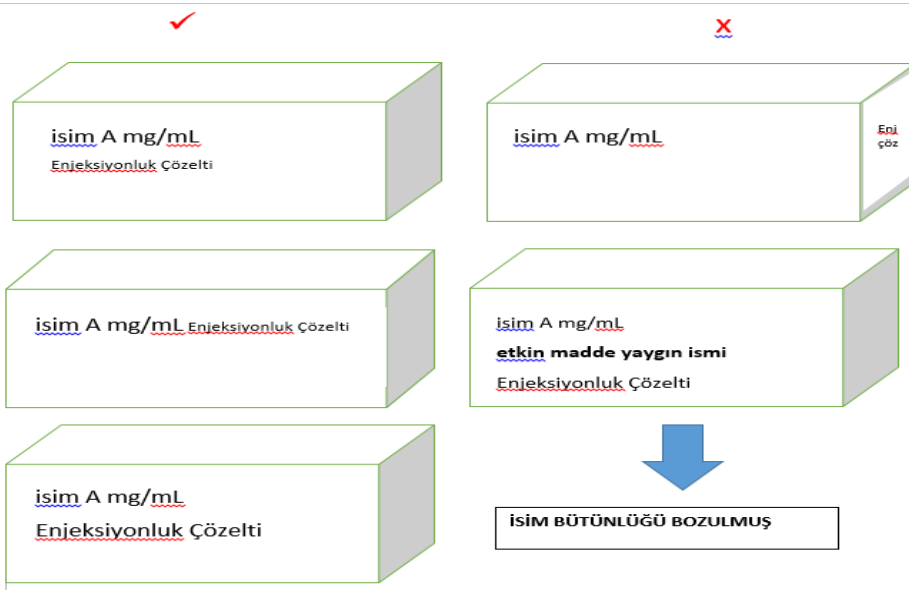 ✓
X
isim A mg/mL
Enjeksiyonluk Çözelti
isim A mg/mL
Enj
çöz
isim A mg/mL Enjeksiyonluk Çözelti
isim A mg/mL
etkin madde yaygın ismi
Enjeksiyonluk Çözelti
isim A mg/mL
Enjeksiyonluk Çözelti
İSİM BÜTÜNLÜĞÜ BOZULMUŞ